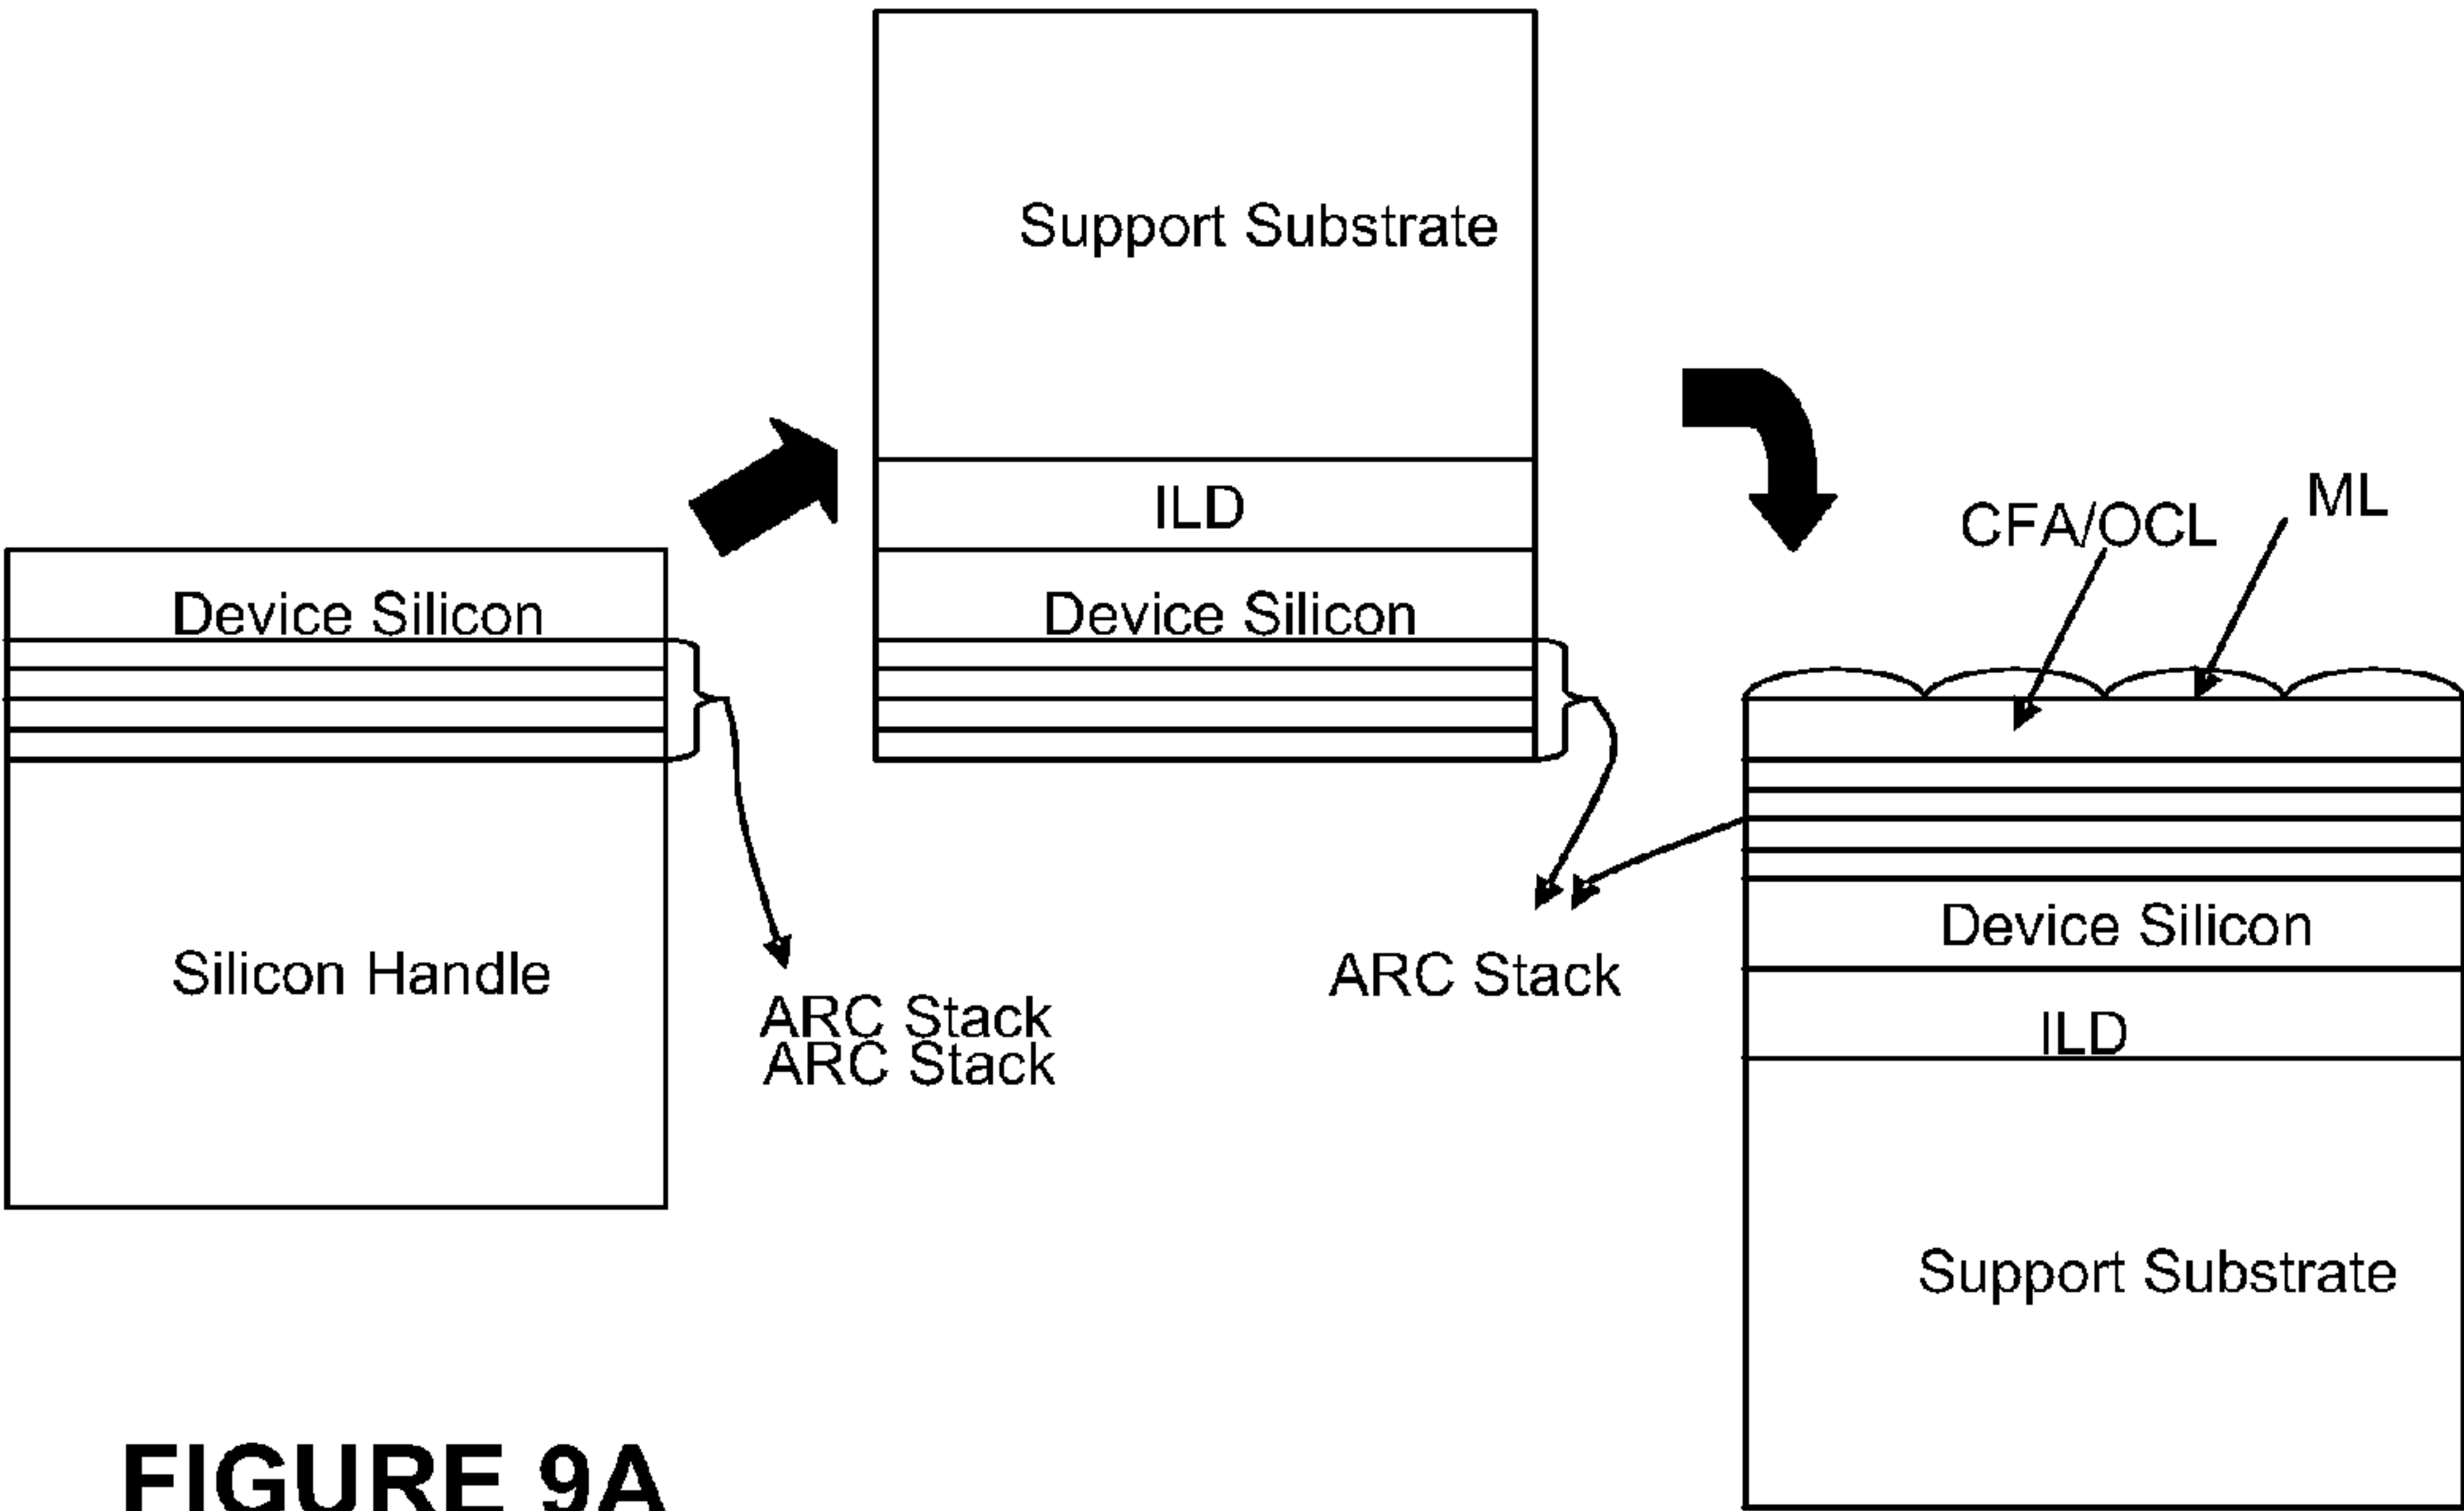 Support Substrate
ILD
Device Silicon
Device Silicon
Silicon Handle
ARC Stack
ARC Stack
ARC Stack
CFA/OCL
ML
Device Silicon
ILD
Support Substrate
FIGURE 9A